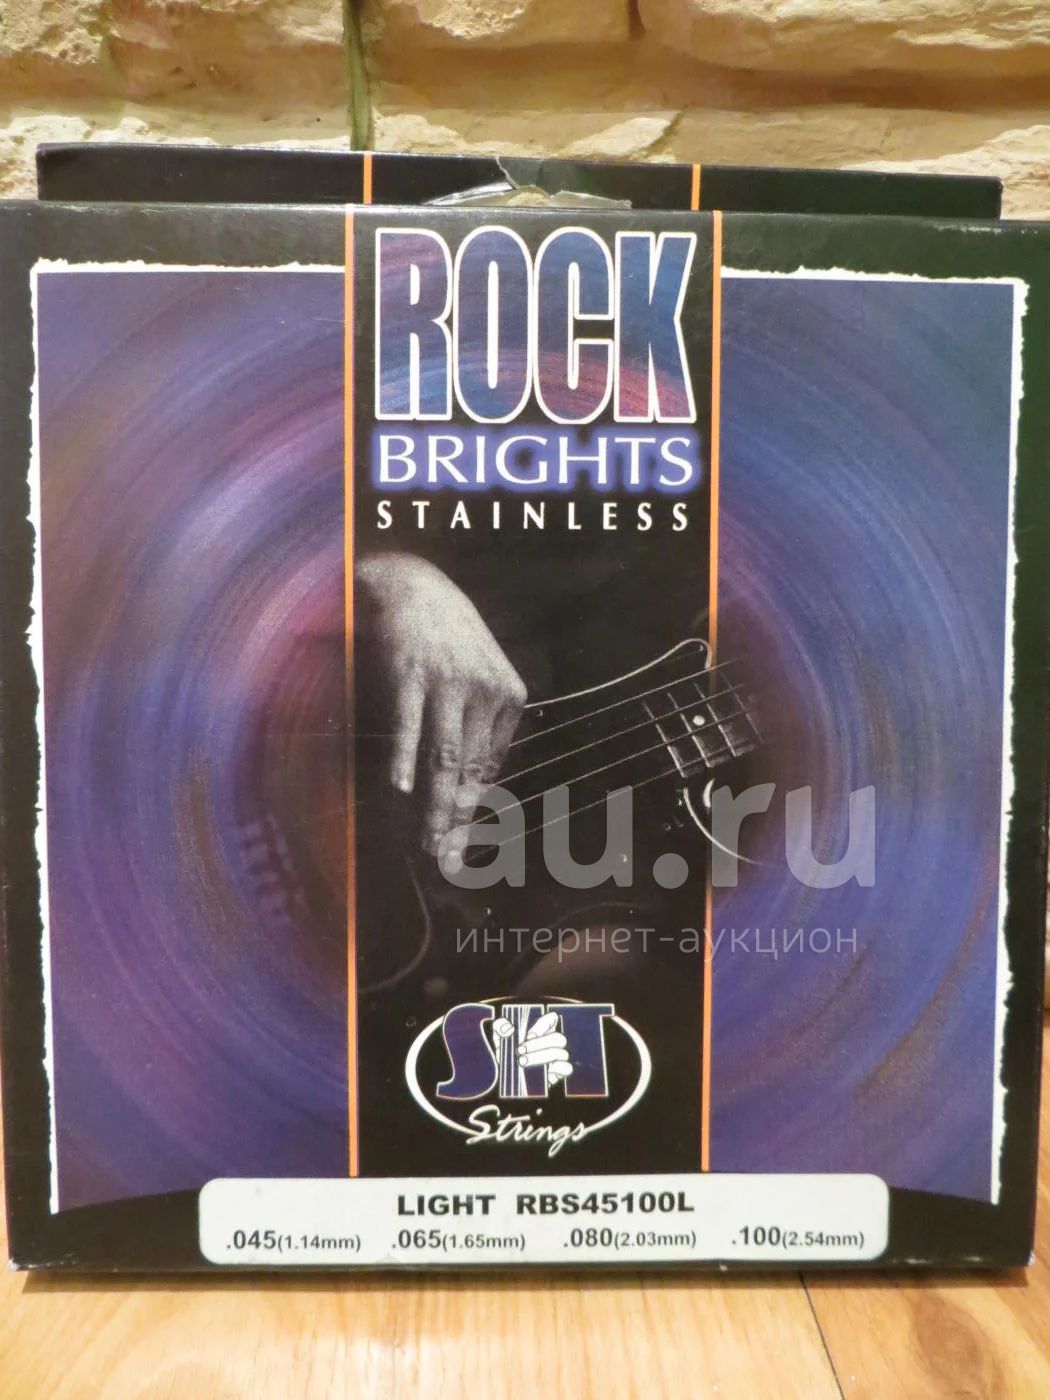 ROCK
BRIGHTS
STAINLESS
au.ru
интернет-аукцион
SIT
Strings
LIGHT RBS45100L
.045(1.14mm) .065(1.65mm) .080(2.03mm) .100(2.54mm)